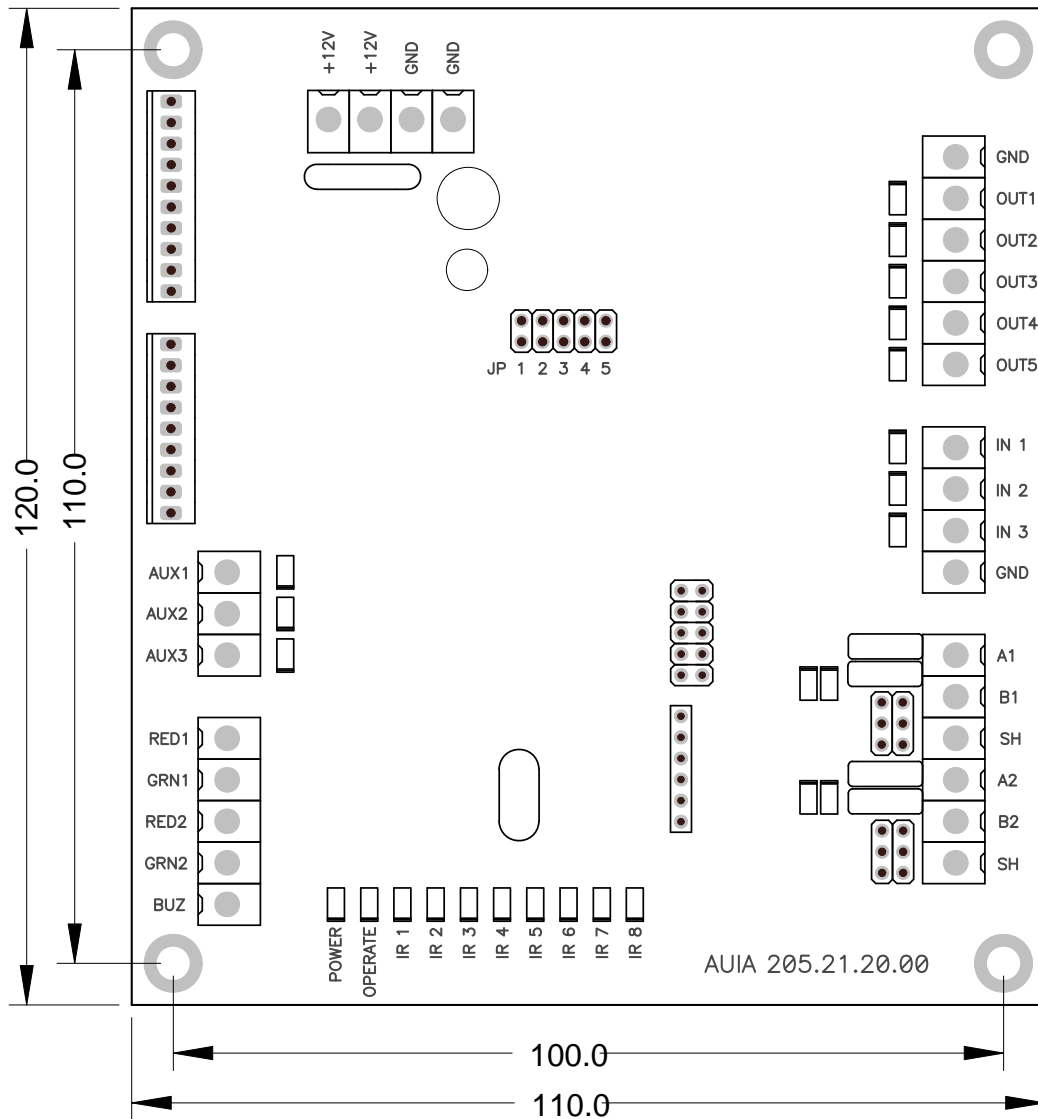 +12V
+12V
GND
GND
GND
OUT1
OUT2
OUT3
OUT4
OUT5
JP 1 2 3 4 5
IN 1
IN 2
IN 3
GND
120.0
110.0
AUX1
AUX2
AUX3
A1
B1
SH
A2
B2
SH
RED1
GRN1
RED2
GRN2
BUZ
POWER
OPERATE
IR 1
IR 2
IR 3
IR 4
IR 5
IR 6
IR 7
IR 8
AUIA 205.21.20.00
100.0
110.0